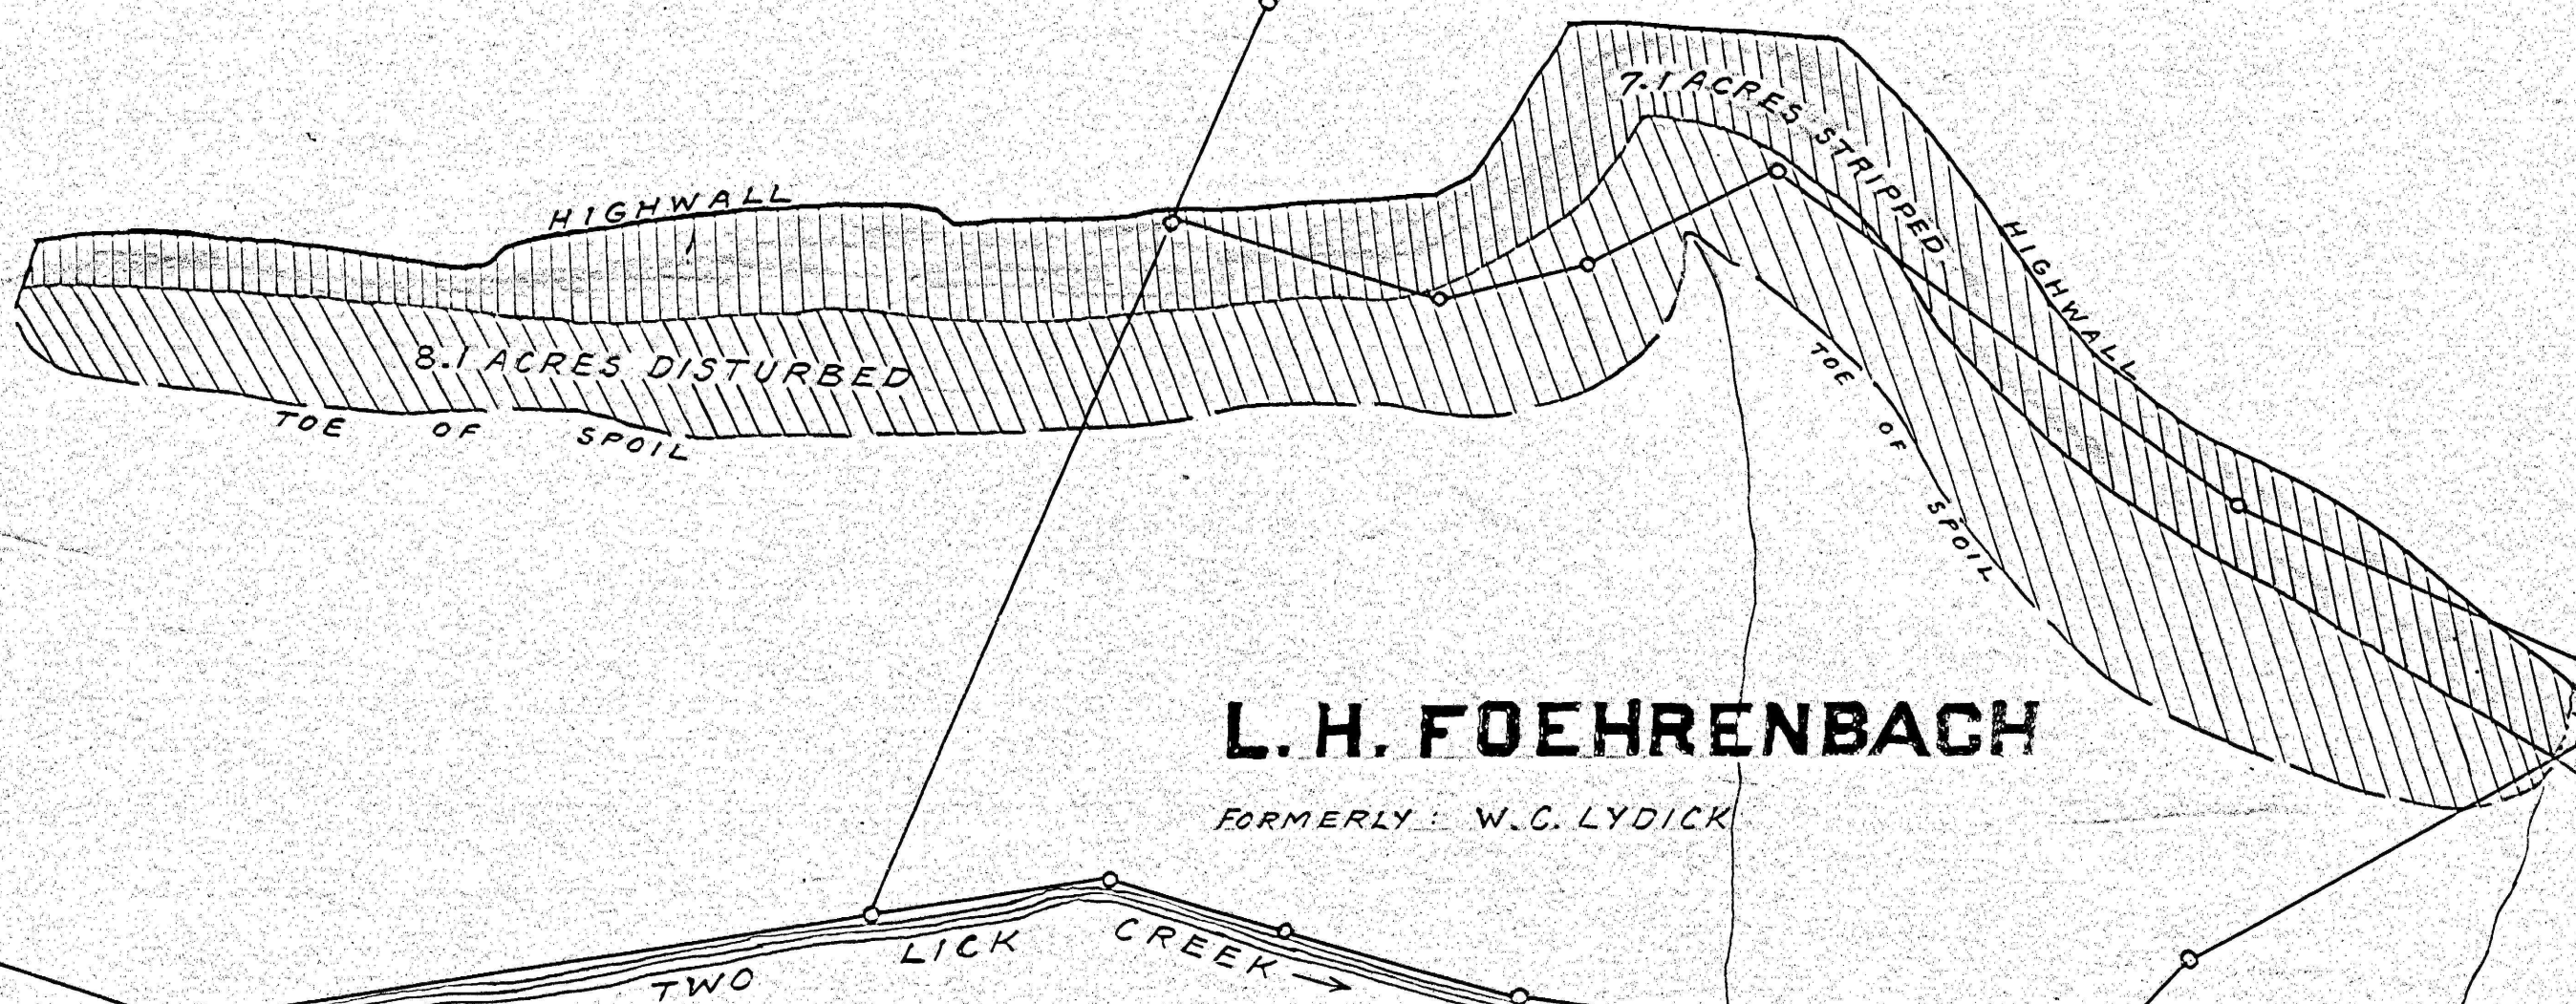 7.1 ACRES STRIPPED
HIGHWALL
HIGHWALL
8.1 ACRES DISTURBED
TOE OF SPOIL
TOE OF SPOIL
L. H. FOEHRENBACH
FORMERLY: W. C. LYDICK
TWO LICK CREEK